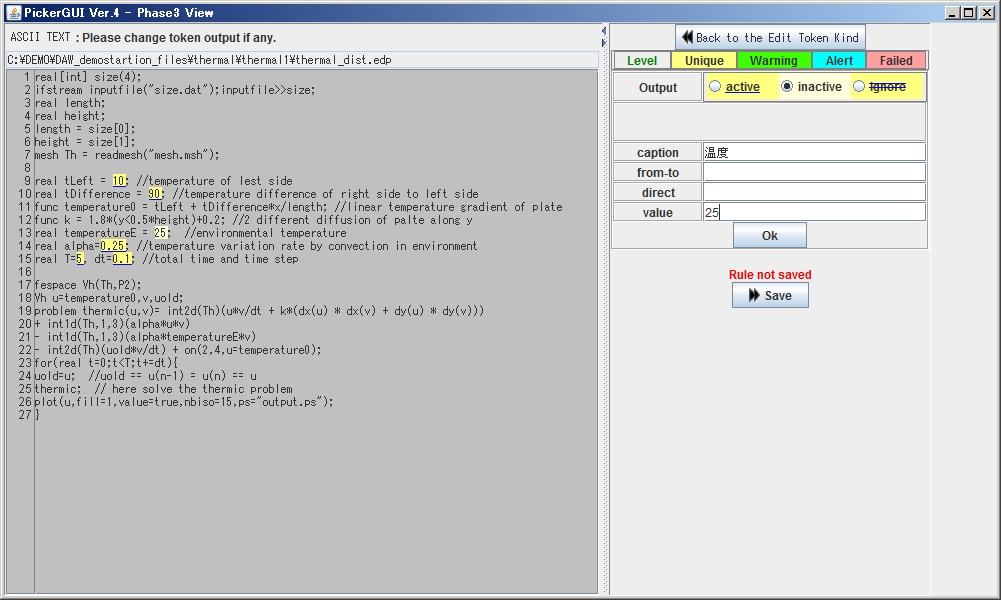 PickerGUI Ver.4 - Phase3 View
ASCII TEXT : Please change token output if any.
C:¥DEMO¥DAW_demostartion_files¥thermal¥thermal1¥thermal_dist.edp
1 real[int] size(4);
2 ifstream inputfile("size.dat");inputfile>>size;
3 real length;
4 real height;
5 length = size[0];
6 height = size[1];
7 mesh Th = readmesh("mesh.msh");
8
9 real tLeft = 10; //temperature of lest side
10 real tDifference = 90; //temperature difference of right side to left side
11 func temperature0 = tLeft + tDifference*x/length; //linear temperature gradient of plate
12 func k = 1.8*(y<0.5*height)+0.2; //2 different diffusion of palte along y
13 real temperatureE = 25;  //environmental temperature
14 real alpha=0.25; //temperature variation rate by convection in environment
15 real T=5, dt=0.1; //total time and time step
16
17 fespace Vh(Th,P2);
18 Vh u=temperature0,v,uold;
19 problem thermic(u,v)= int2d(Th)(u*v/dt + k*(dx(u) * dx(v) + dy(u) * dy(v)))
20 + int1d(Th,1,3)(alpha*u*v)
21 - int1d(Th,1,3)(alpha*temperatureE*v)
22 - int2d(Th)(uold*v/dt) + on(2,4,u=temperature0);
23 for(real t=0;t<T;t+=dt){
24 uold=u;  //uold == u(n-1) = u(n) == u
25 thermic;  // here solve the thermic problem
26 plot(u,fill=1,value=true,nbiso=15,ps="output.ps");
27 }
Back to the Edit Token Kind
Level Unique Warning Alert Failed
Output active inactive Ignore
caption 温度
from-to
direct
value 25
Ok
Rule not saved
Save